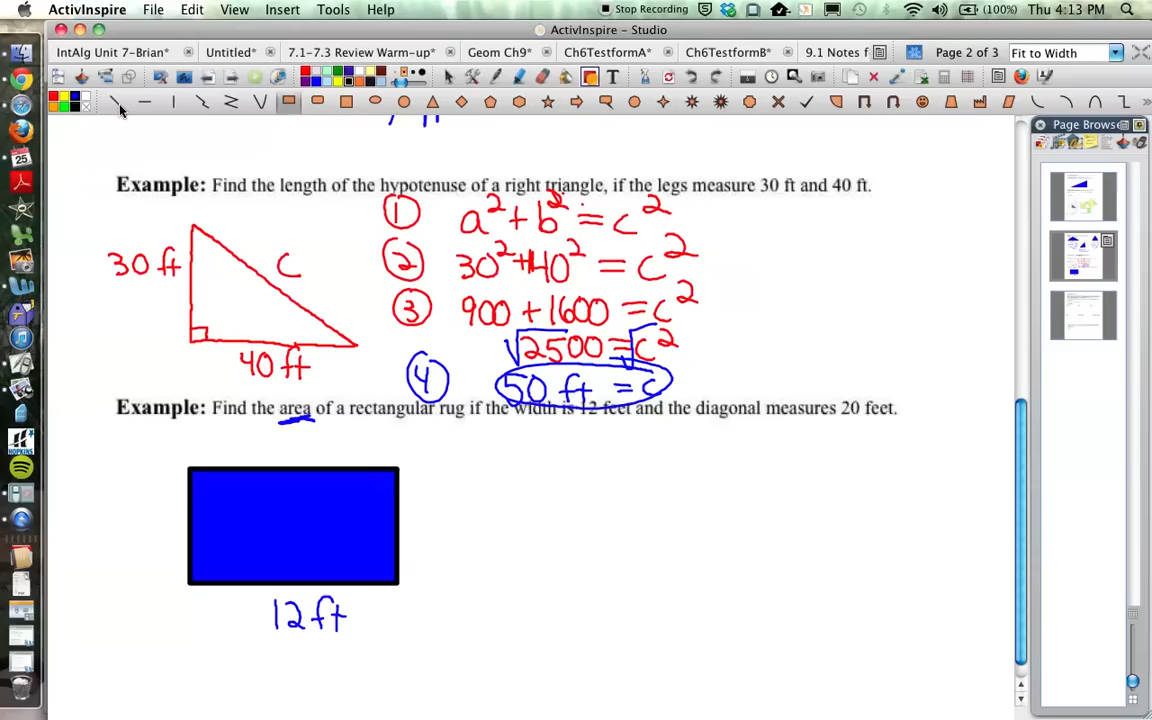 ActivInspire File Edit View Insert Tools Help Stop Recording (100%) Thu 4:13 PM
ActivInspire - Studio
IntAlg Unit 7-Brian* Untitled* 7.1-7.3 Review Warm-up* Geom Ch9* Ch6TestformA* Ch6TestformB* 9.1 Notes f Page 2 of 3 Fit to Width
Page Brows
Example: Find the length of the hypotenuse of a right triangle, if the legs measure 30 ft and 40 ft.
30 ft
c
40 ft
① a² + b² = c²
② 30² + 40² = c²
③ 900 + 1600 = c²
√2500 = √c²
④ 50 ft = c
Example: Find the area of a rectangular rug if the width is 12 feet and the diagonal measures 20 feet.
12 ft